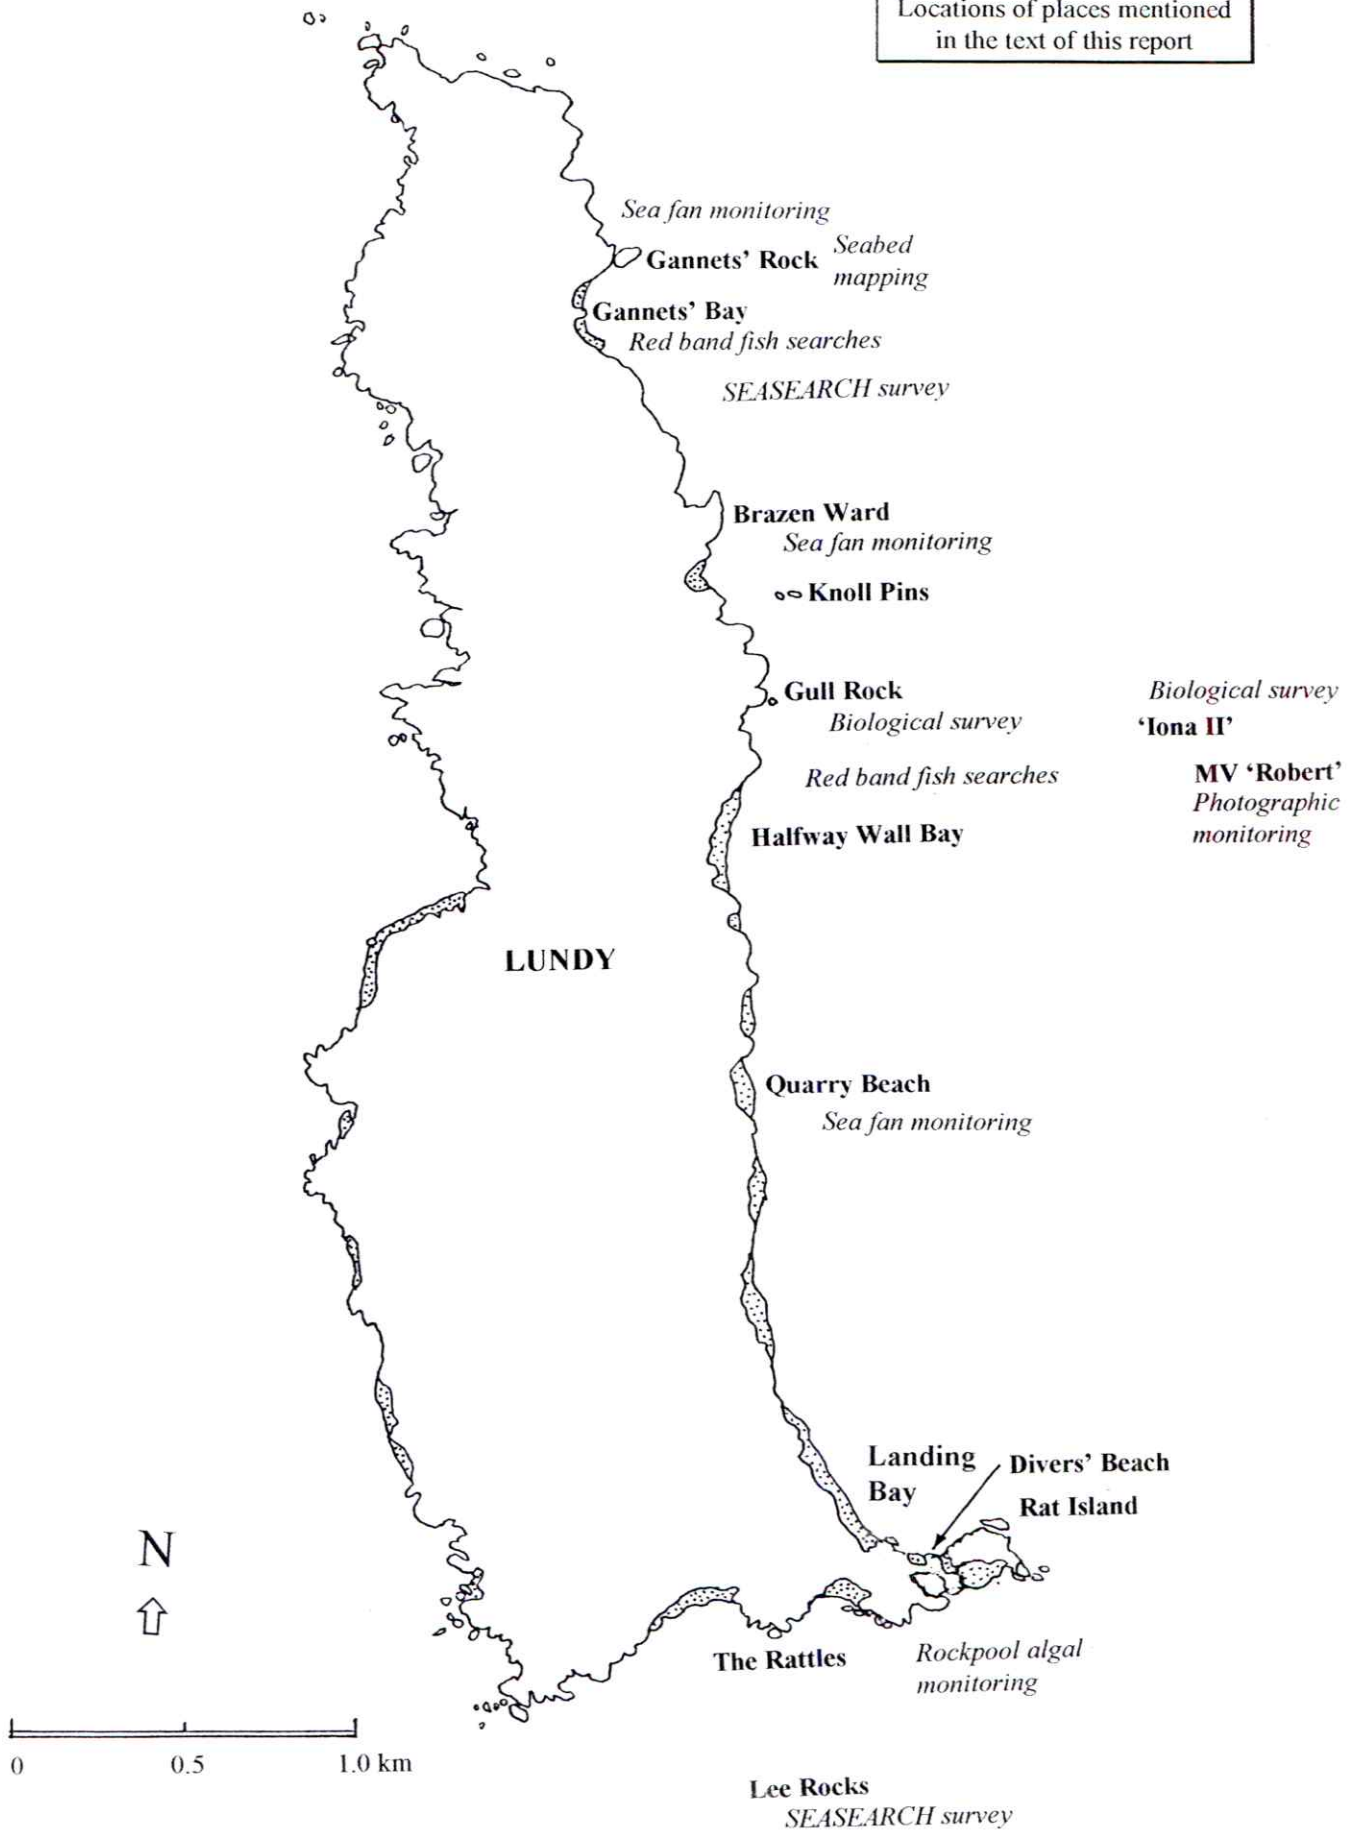 Locations of places mentioned
in the text of this report
Sea fan monitoring
Gannets’ Rock
Seabed
mapping
Gannets’ Bay
Red band fish searches
SEASEARCH survey
Brazen Ward
Sea fan monitoring
Knoll Pins
Gull Rock
Biological survey
Biological survey
‘Iona II’
Red band fish searches
MV ‘Robert’
Photographic
monitoring
Halfway Wall Bay
LUNDY
Quarry Beach
Sea fan monitoring
Landing
Bay
Divers’ Beach
Rat Island
N
The Rattles
Rockpool algal
monitoring
0 0.5 1.0 km
Lee Rocks
SEASEARCH survey